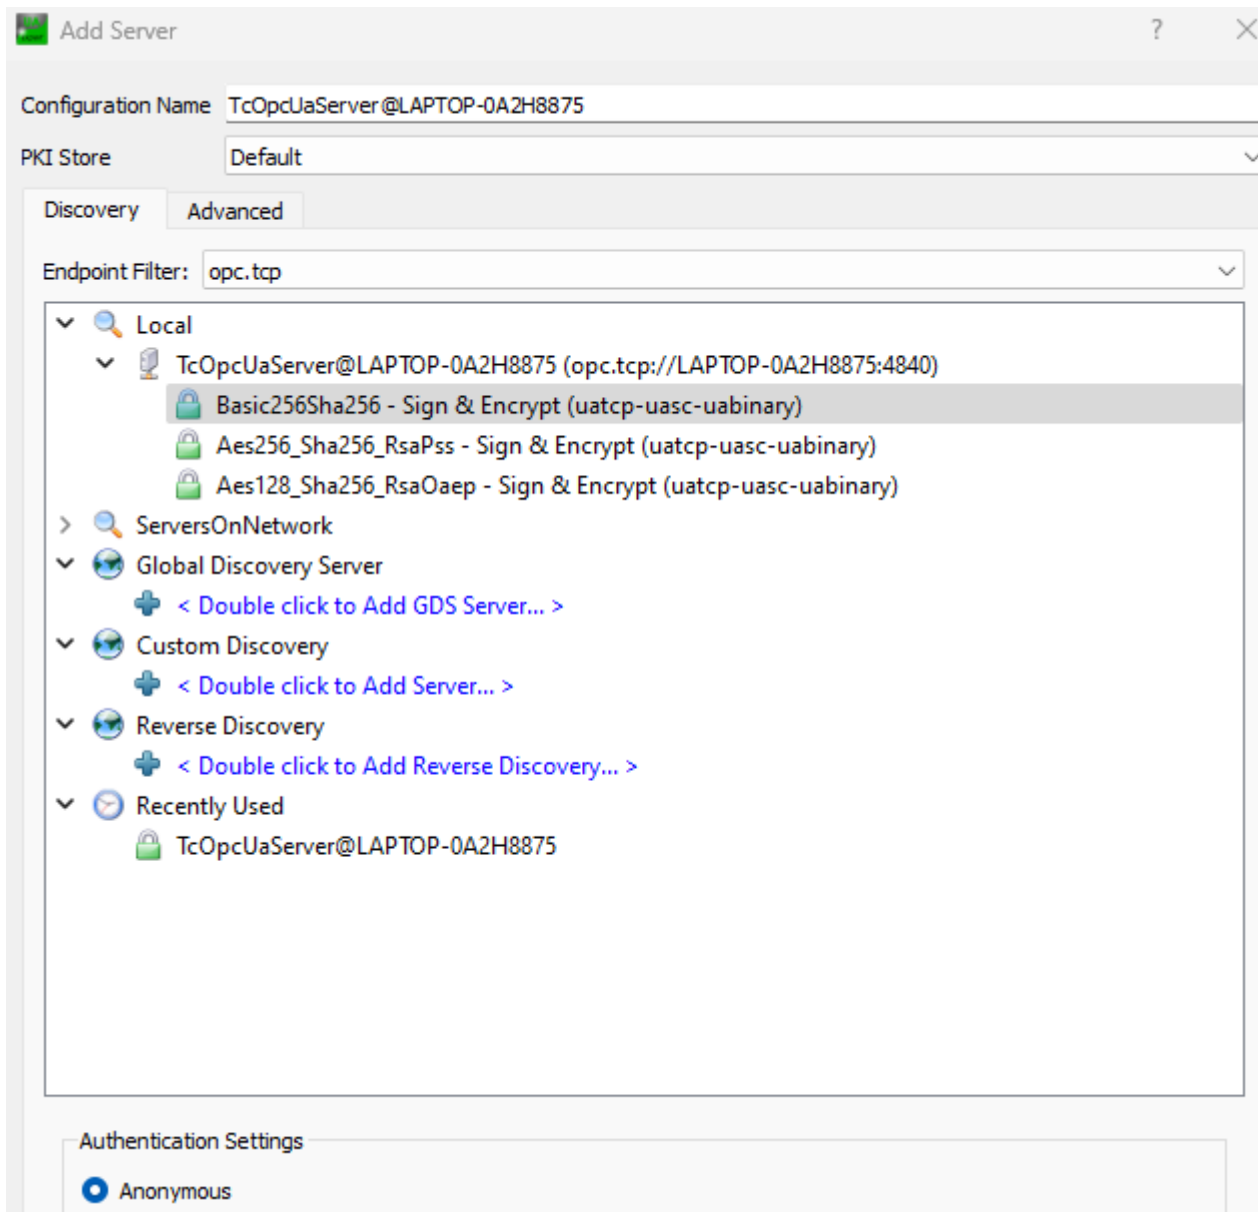 Add Server ?
Configuration Name TcOpcUaServer@LAPTOP-0A2H8875
PKI Store Default
Discovery Advanced
Endpoint Filter: opc.tcp
Local
TcOpcUaServer@LAPTOP-0A2H8875 (opc.tcp://LAPTOP-0A2H8875:4840)
Basic256Sha256 - Sign & Encrypt (uatcp-uasc-uabinary)
Aes256_Sha256_RsaPss - Sign & Encrypt (uatcp-uasc-uabinary)
Aes128_Sha256_RsaOaep - Sign & Encrypt (uatcp-uasc-uabinary)
ServersOnNetwork
Global Discovery Server
< Double click to Add GDS Server... >
Custom Discovery
< Double click to Add Server... >
Reverse Discovery
< Double click to Add Reverse Discovery... >
Recently Used
TcOpcUaServer@LAPTOP-0A2H8875
Authentication Settings
Anonymous